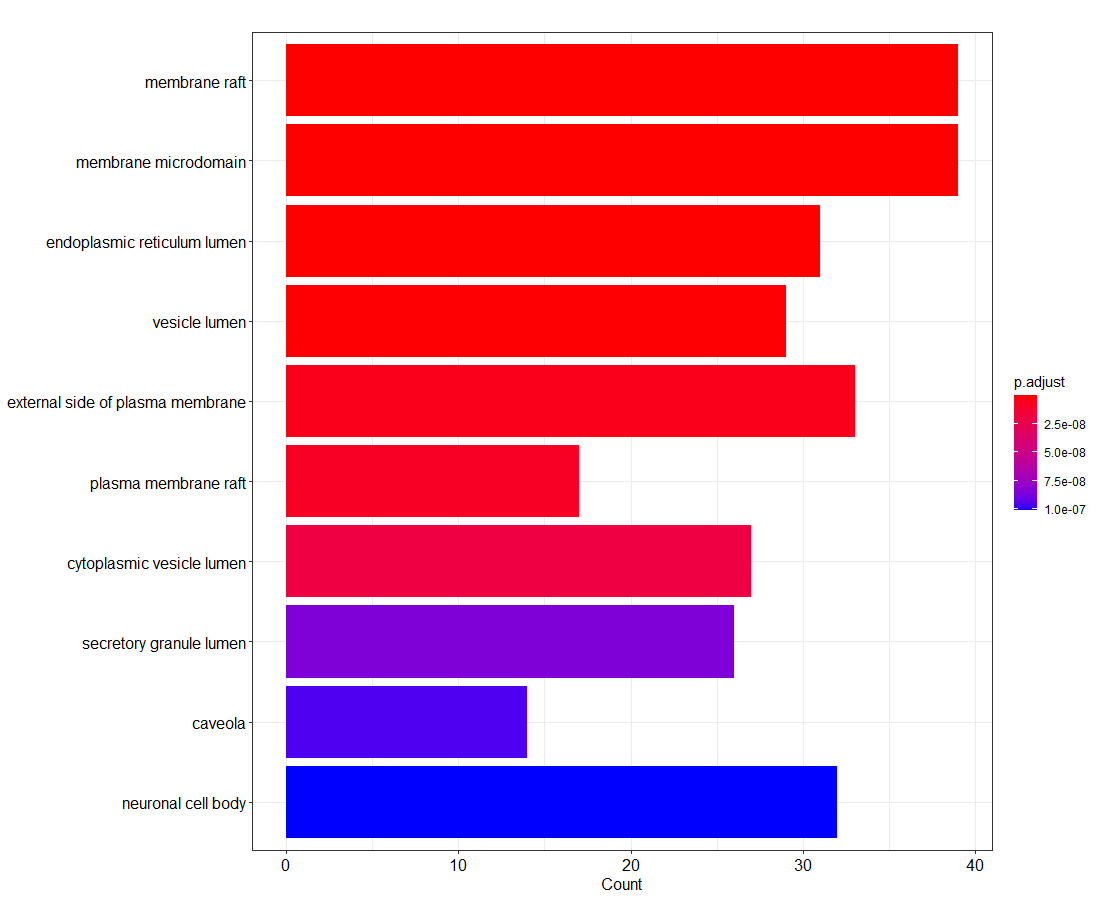 membrane raft
membrane microdomain
endoplasmic reticulum lumen
vesicle lumen
external side of plasma membrane
plasma membrane raft
cytoplasmic vesicle lumen
secretory granule lumen
caveola
neuronal cell body
0 10 20 30 40
Count
p.adjust
2.5e-08
5.0e-08
7.5e-08
1.0e-07